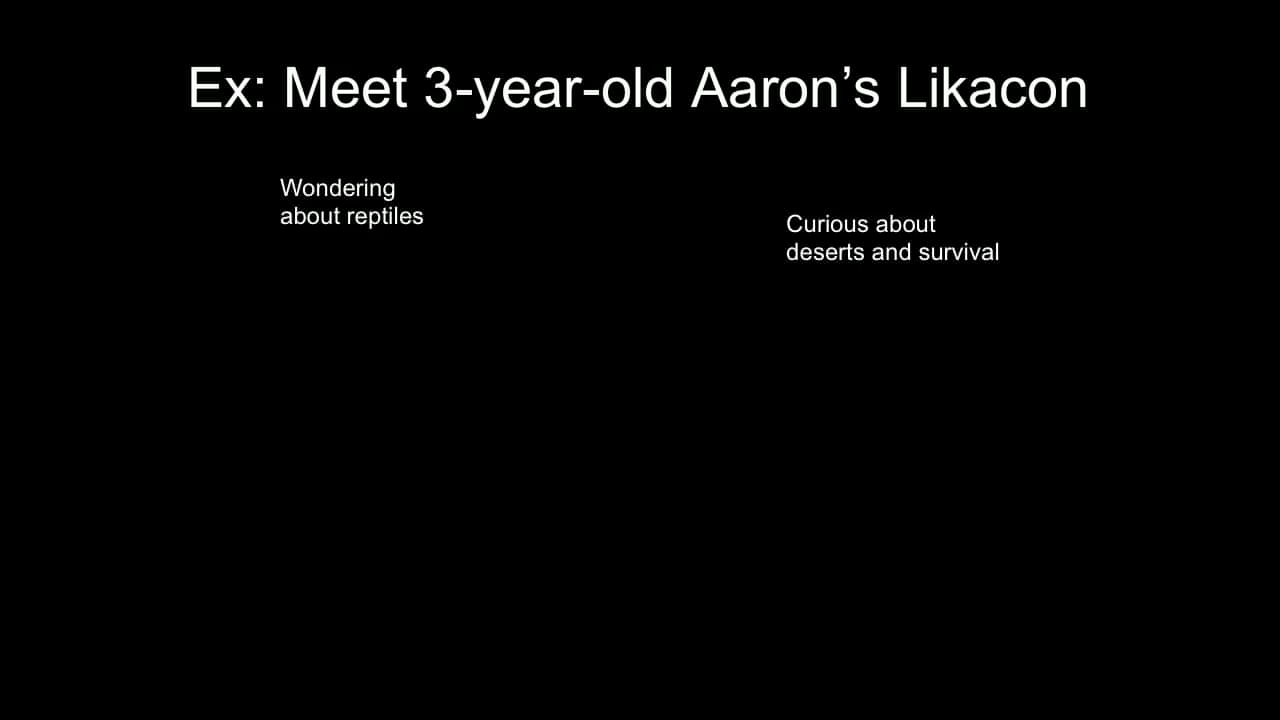 Ex: Meet 3-year-old Aaron’s Likacon
Wondering
about reptiles
Curious about
deserts and survival